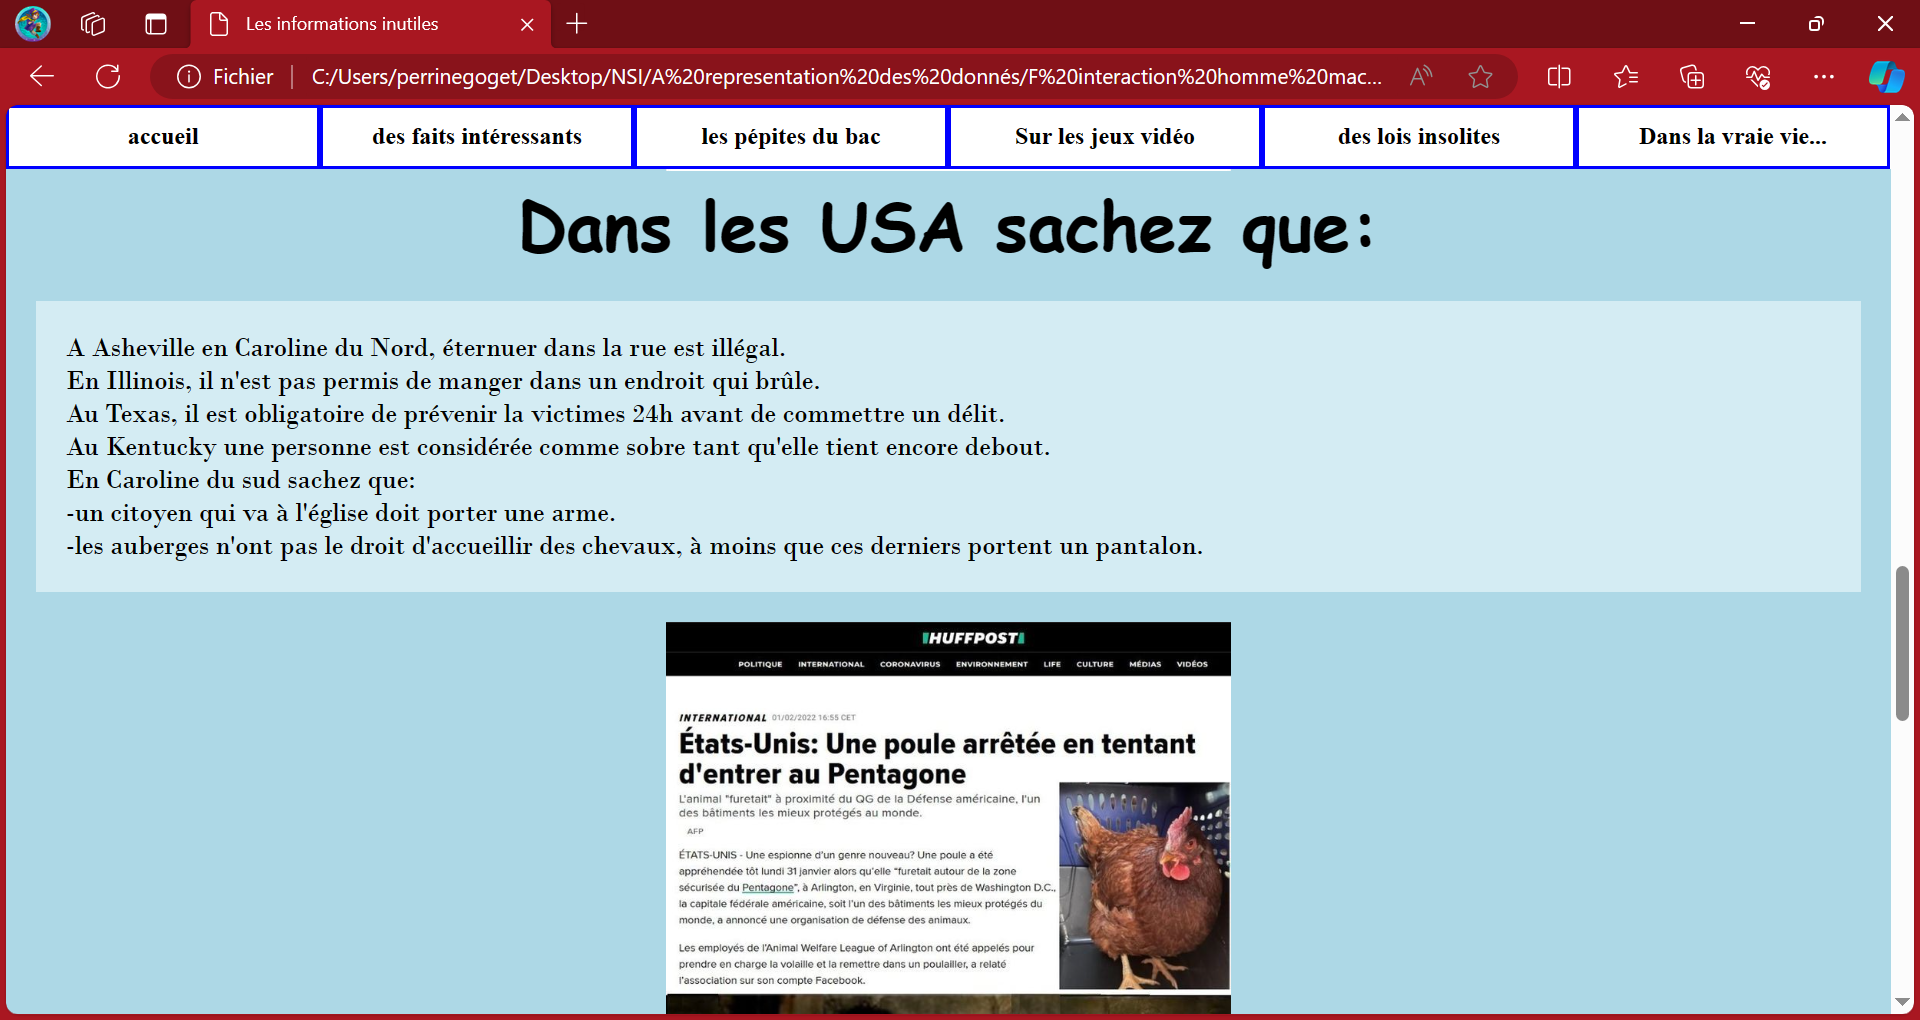 Les informations inutiles
Fichier
C:/Users/perrinegoget/Desktop/NSI/A%20representation%20des%20donnés/F%20interaction%20homme%20mac...
accueil
des faits intéressants
les pépites du bac
Sur les jeux vidéo
des lois insolites
Dans la vraie vie...
Dans les USA sachez que:
A Asheville en Caroline du Nord, éternuer dans la rue est illégal.
En Illinois, il n'est pas permis de manger dans un endroit qui brûle.
Au Texas, il est obligatoire de prévenir la victimes 24h avant de commettre un délit.
Au Kentucky une personne est considérée comme sobre tant qu'elle tient encore debout.
En Caroline du sud sachez que:
-un citoyen qui va à l'église doit porter une arme.
-les auberges n'ont pas le droit d'accueillir des chevaux, à moins que ces derniers portent un pantalon.
HUFFPOST
POLITIQUE INTERNATIONAL CORONAVIRUS ENVIRONNEMENT LIFE CULTURE MÉDIAS VIDÉOS
INTERNATIONAL 01/02/2022 16:55 CET
États-Unis: Une poule arrêtée en tentant
d'entrer au Pentagone
L'animal "furetait" à proximité du QG de la Défense américaine, l'un
des bâtiments les mieux protégés au monde.
AFP
ÉTATS-UNIS - Une espionne d'un genre nouveau? Une poule a été
appréhendée tôt lundi 31 janvier alors qu'elle "furetait autour de la zone
sécurisée du Pentagone", à Arlington, en Virginie, tout près de Washington D.C.,
la capitale fédérale américaine, soit l'un des bâtiments les mieux protégés du
monde, a annoncé une organisation de défense des animaux.
Les employés de l'Animal Welfare League of Arlington ont été appelés pour
prendre en charge la volaille et la remettre dans un poulailler, a relaté
l'association sur son compte Facebook.